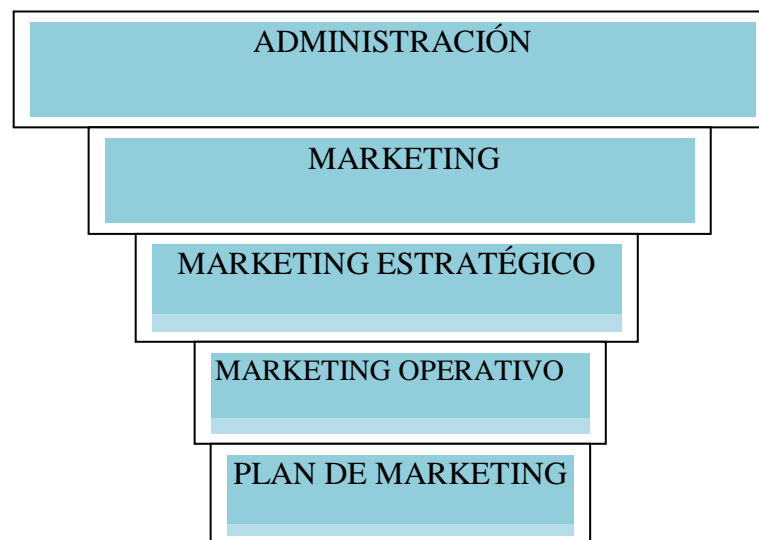 ADMINISTRACIÓN
MARKETING
MARKETING ESTRATÉGICO
MARKETING OPERATIVO
PLAN DE MARKETING